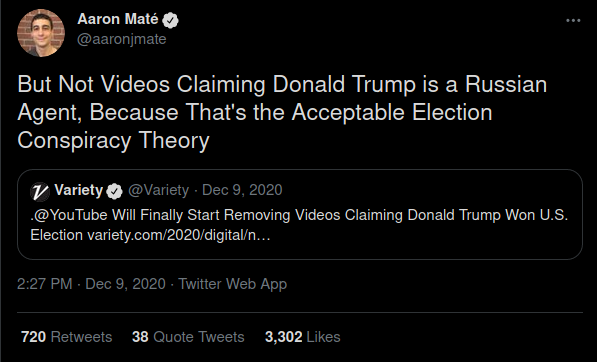 Aaron Maté
@aaronjmate
But Not Videos Claiming Donald Trump is a Russian
Agent, Because That's the Acceptable Election
Conspiracy Theory
Variety @Variety · Dec 9, 2020
.@YouTube Will Finally Start Removing Videos Claiming Donald Trump Won U.S.
Election variety.com/2020/digital/n…
2:27 PM · Dec 9, 2020 · Twitter Web App
720 Retweets 38 Quote Tweets 3,302 Likes